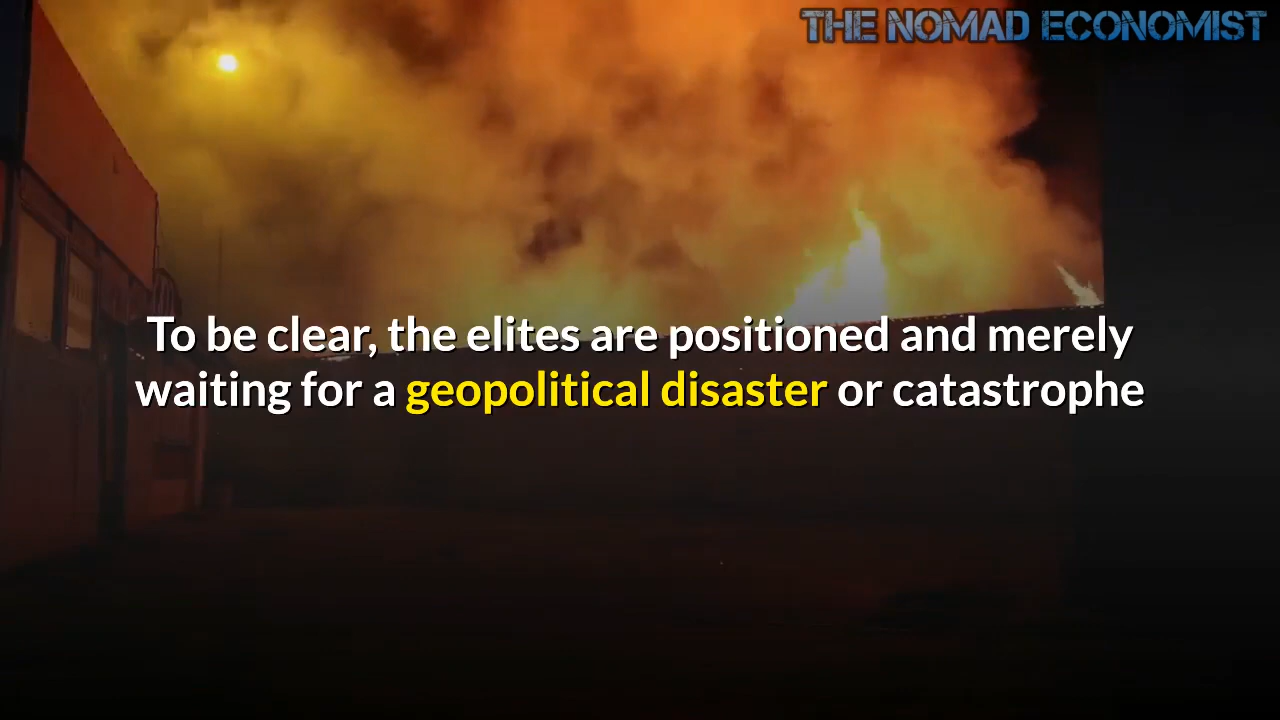 THE NOMAD ECONOMIST
To be clear, the elites are positioned and merely
waiting for a geopolitical disaster or catastrophe